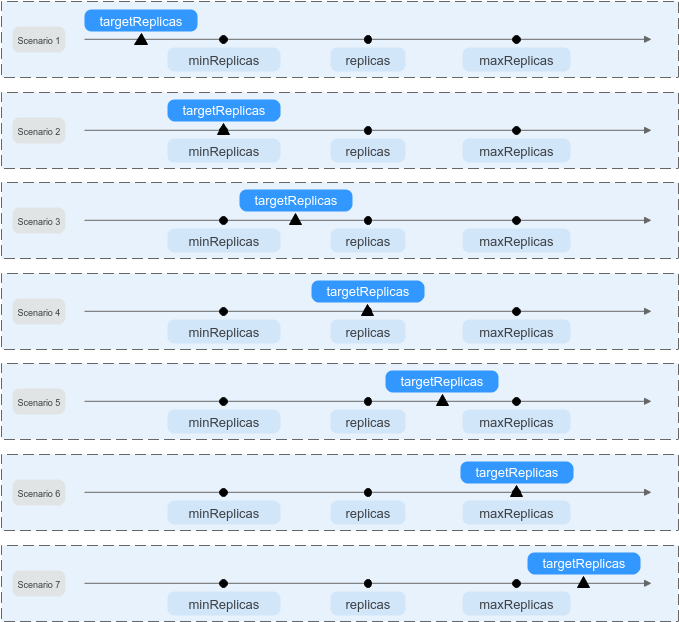 targetReplicas
Scenario 1
minReplicas replicas maxReplicas
targetReplicas
Scenario 2
minReplicas replicas maxReplicas
targetReplicas
Scenario 3
minReplicas replicas maxReplicas
targetReplicas
Scenario 4
minReplicas replicas maxReplicas
targetReplicas
Scenario 5
minReplicas replicas maxReplicas
targetReplicas
Scenario 6
minReplicas replicas maxReplicas
targetReplicas
Scenario 7
minReplicas replicas maxReplicas